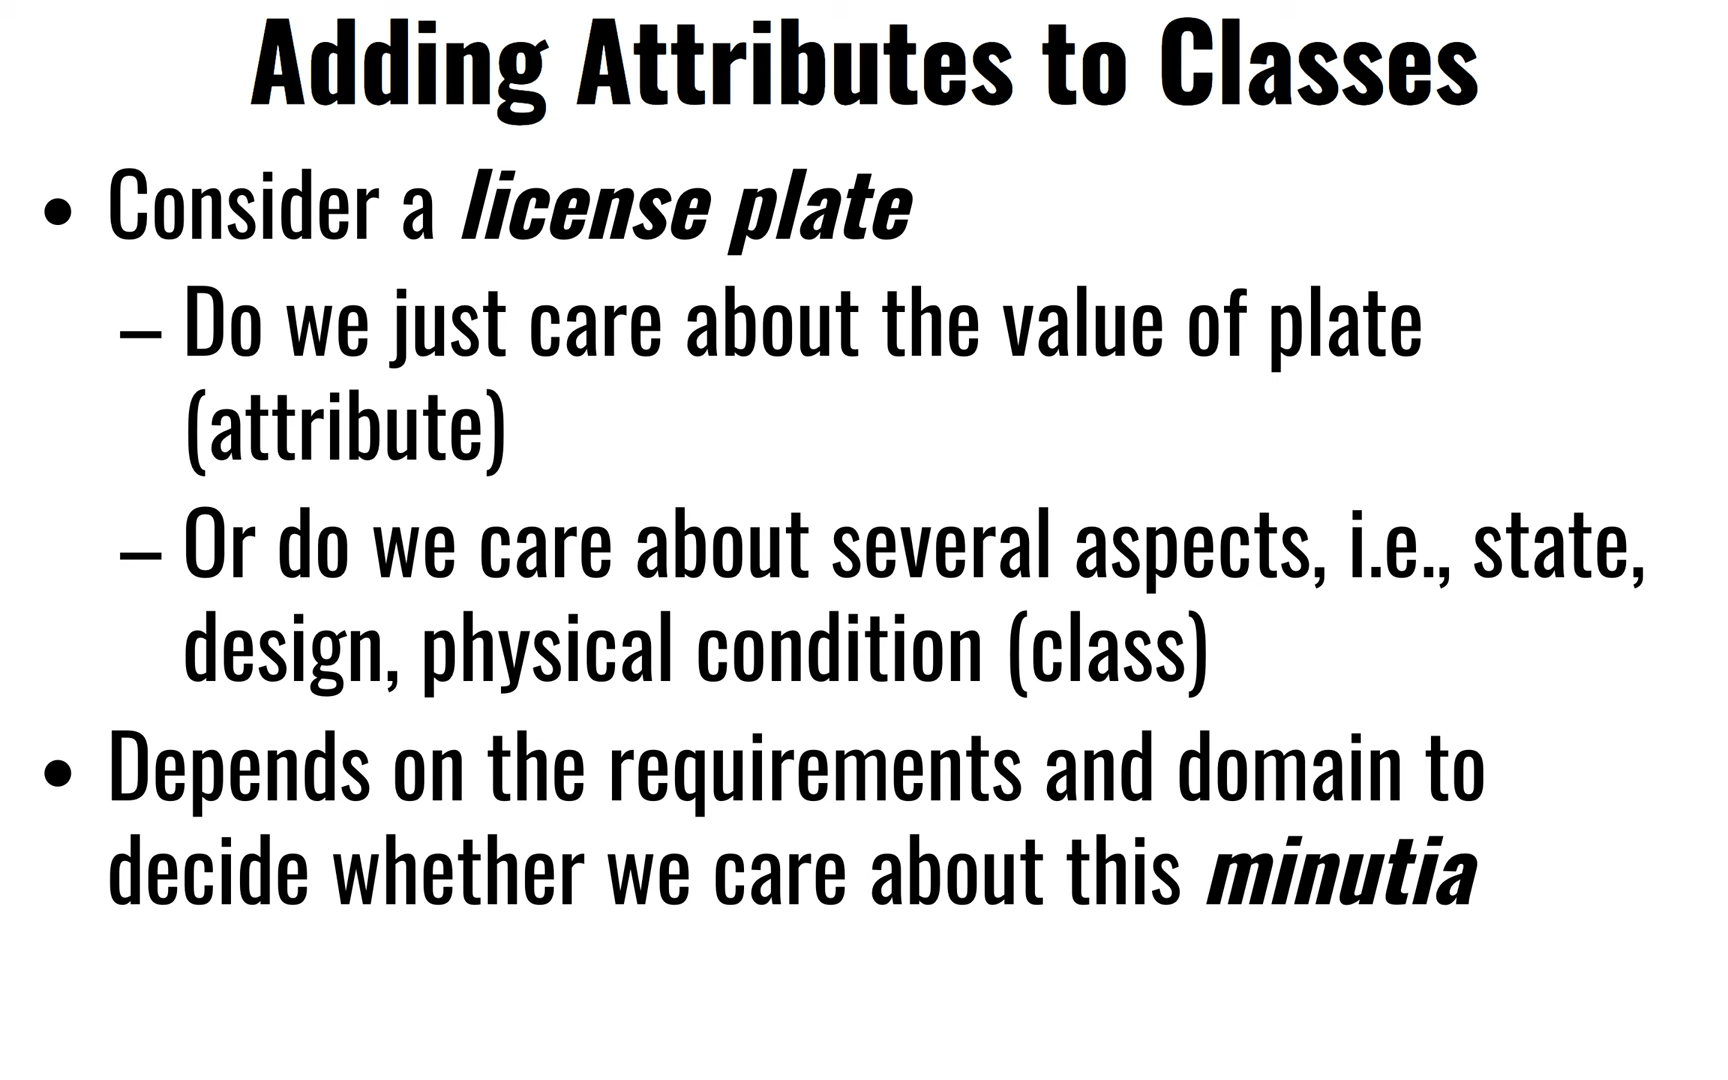 Adding Attributes to Classes
• Consider a license plate
– Do we just care about the value of plate
(attribute)
– Or do we care about several aspects, i.e., state,
design, physical condition (class)
• Depends on the requirements and domain to
decide whether we care about this minutia